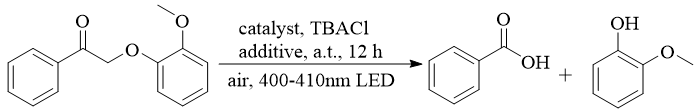 O
O
O
catalyst, TBACl
additive, a.t., 12 h
air, 400-410nm LED
O
OH
+
OH
O